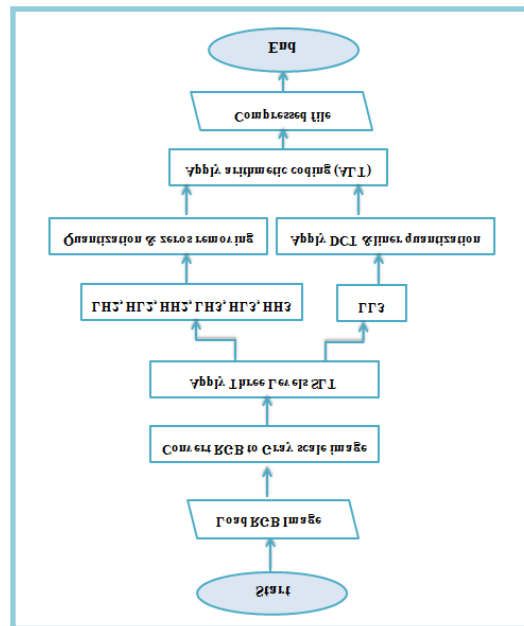 Start
Load RGB Image
Convert RGB to Gray scale image
Apply Three Levels SLT
LH2, HL2, HH2, LH3, HL3, HH3
LL3
Quantization & zeros removing
Apply DCT &liner quantization
Apply arithmetic coding (ALT)
Compressed file
End